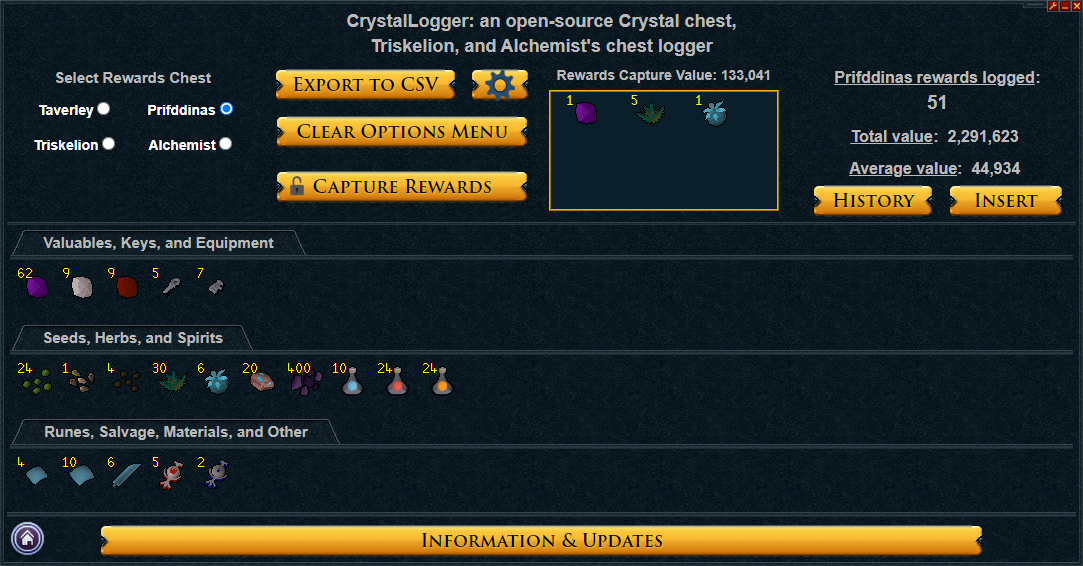 CrystalLogger: an open-source Crystal chest,
Triskelion, and Alchemist's chest logger
Select Rewards Chest
Taverley Prifddinas
Triskelion Alchemist
EXPORT TO CSV
CLEAR OPTIONS MENU
CAPTURE REWARDS
Rewards Capture Value: 133,041
1 5 1
Prifddinas rewards logged:
51
Total value: 2,291,623
Average value: 44,934
HISTORY INSERT
Valuables, Keys, and Equipment
62 9 9 5 7
Seeds, Herbs, and Spirits
24 1 4 30 6 20 400 10 24 24
Runes, Salvage, Materials, and Other
4 10 6 5 2
INFORMATION & UPDATES